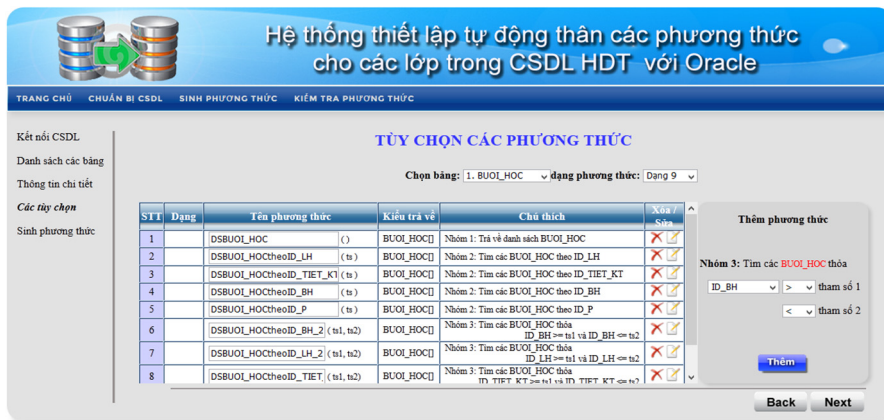 Hệ thống thiết lập tự động thân các phương thức
cho các lớp trong CSDL HDT với Oracle
TRANG CHỦ CHUẨN BỊ CSDL SINH PHƯƠNG THỨC KIỂM TRA PHƯƠNG THỨC
Kết nối CSDL
Danh sách các bảng
Thông tin chi tiết
Các tùy chọn
Sinh phương thức
TÙY CHỌN CÁC PHƯƠNG THỨC
Chọn bảng: 1. BUOI_HOC dạng phương thức: Dạng 9
STT Dạng Tên phương thức Kiểu trả về Chú thích Xóa / Sửa
1 DSBUOI_HOC () BUOI_HOC[] Nhóm 1: Trả về danh sách BUOI_HOC
2 DSBUOI_HOCtheoID_LH (ts) BUOI_HOC[] Nhóm 2: Tìm các BUOI_HOC theo ID_LH
3 DSBUOI_HOCtheoID_TIET_KT (ts) BUOI_HOC[] Nhóm 2: Tìm các BUOI_HOC theo ID_TIET_KT
4 DSBUOI_HOCtheoID_BH (ts) BUOI_HOC[] Nhóm 2: Tìm các BUOI_HOC theo ID_BH
5 DSBUOI_HOCtheoID_P (ts) BUOI_HOC[] Nhóm 2: Tìm các BUOI_HOC theo ID_P
6 DSBUOI_HOCtheoID_BH_2 (ts1, ts2) BUOI_HOC[] Nhóm 3: Tìm các BUOI_HOC thỏa
ID_BH >= ts1 và ID_BH <= ts2
7 DSBUOI_HOCtheoID_LH_2 (ts1, ts2) BUOI_HOC[] Nhóm 3: Tìm các BUOI_HOC thỏa
ID_LH >= ts1 và ID_LH <= ts2
8 DSBUOI_HOCtheoID_TIET_ (ts1, ts2) BUOI_HOC[] Nhóm 3: Tìm các BUOI_HOC thỏa
ID_TIET_KT >= ts1 và ID_TIET_KT <= ts2
Thêm phương thức
Nhóm 3: Tìm các BUOI_HOC thỏa
ID_BH > tham số 1
< tham số 2
Thêm
Back Next